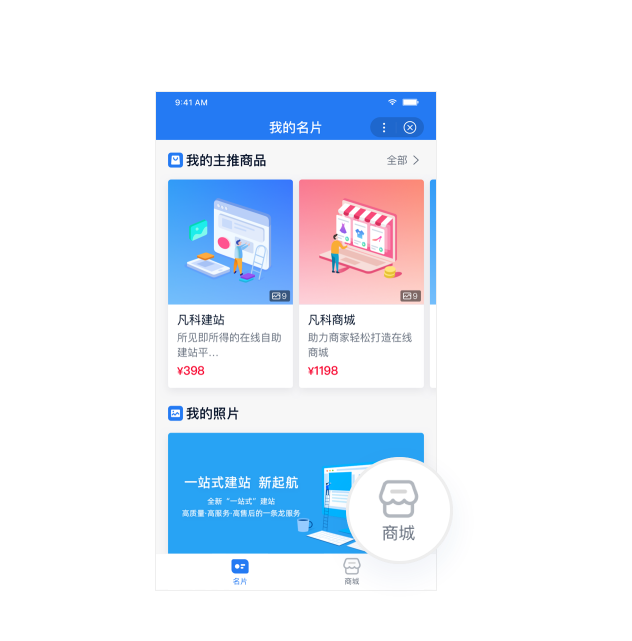 9:41 AM
我的名片
我的主推商品
全部
9
9
凡科建站
所见即所得的在线自助
建站平...
¥398
凡科商城
助力商家轻松打造在线
商城
¥1198
我的照片
一站式建站 新起航
全新“一站式”建站
高质量·高服务·高售后的一条龙服务
商城
名片
商城